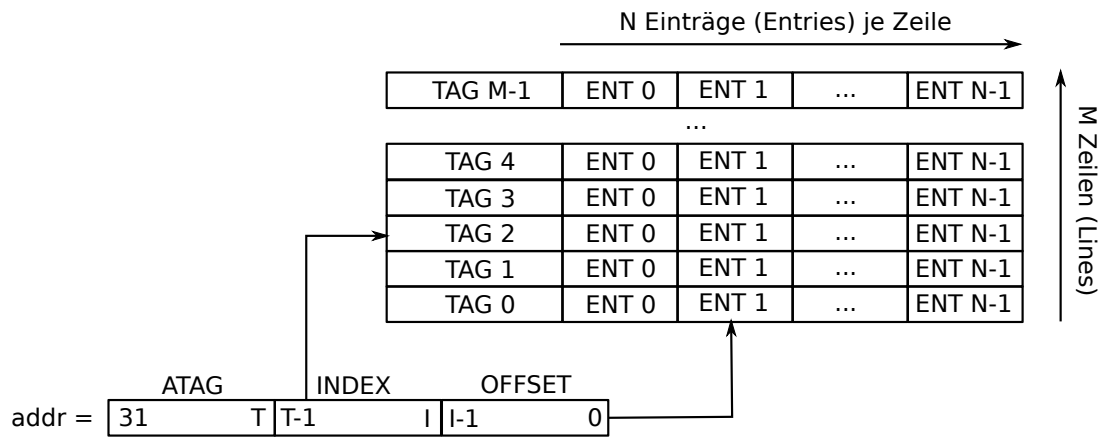 N Einträge (Entries) je Zeile
TAG M-1 ENT 0 ENT 1 ... ENT N-1
...
TAG 4 ENT 0 ENT 1 ... ENT N-1
TAG 3 ENT 0 ENT 1 ... ENT N-1
TAG 2 ENT 0 ENT 1 ... ENT N-1
TAG 1 ENT 0 ENT 1 ... ENT N-1
TAG 0 ENT 0 ENT 1 ... ENT N-1
M Zeilen (Lines)
ATAG INDEX OFFSET
addr = 31 T T-1 I I-1 0